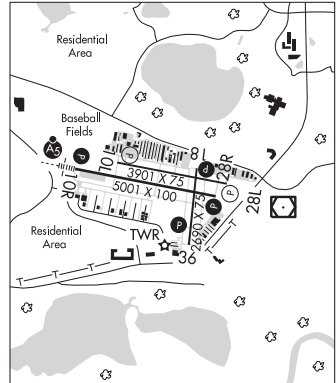 Residential
Area
Baseball
Fields
A5
P
P
10L
18
P
28R
3901 X 75
5001 X 100
10R
P
28L
P
P
2690 X 75
Residential
Area
TWR
36
T
T
T
T
T
T